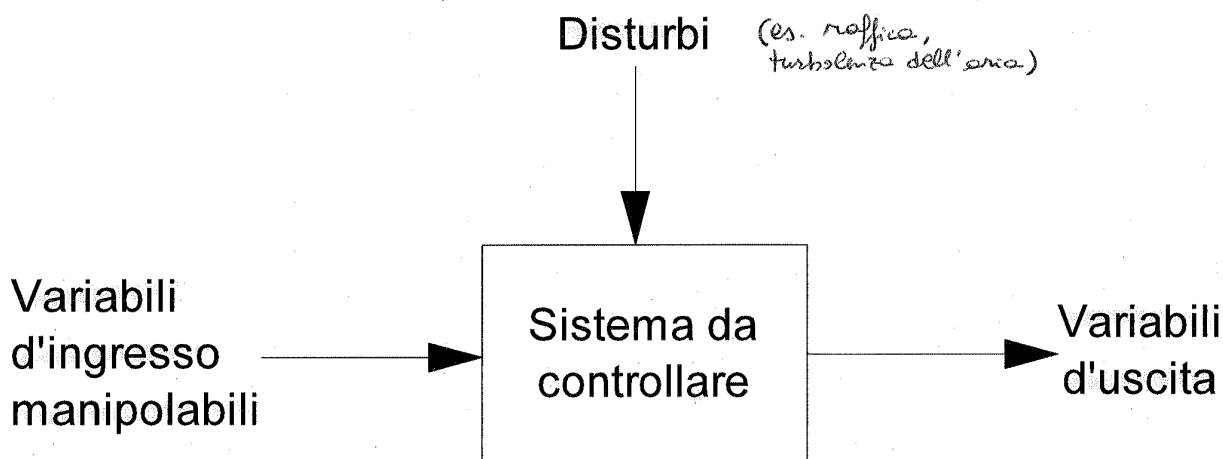 Disturbi (es. raffica,
turbolenza dell'aria)
Variabili
d'ingresso
manipolabili
Sistema da
controllare
Variabili
d'uscita